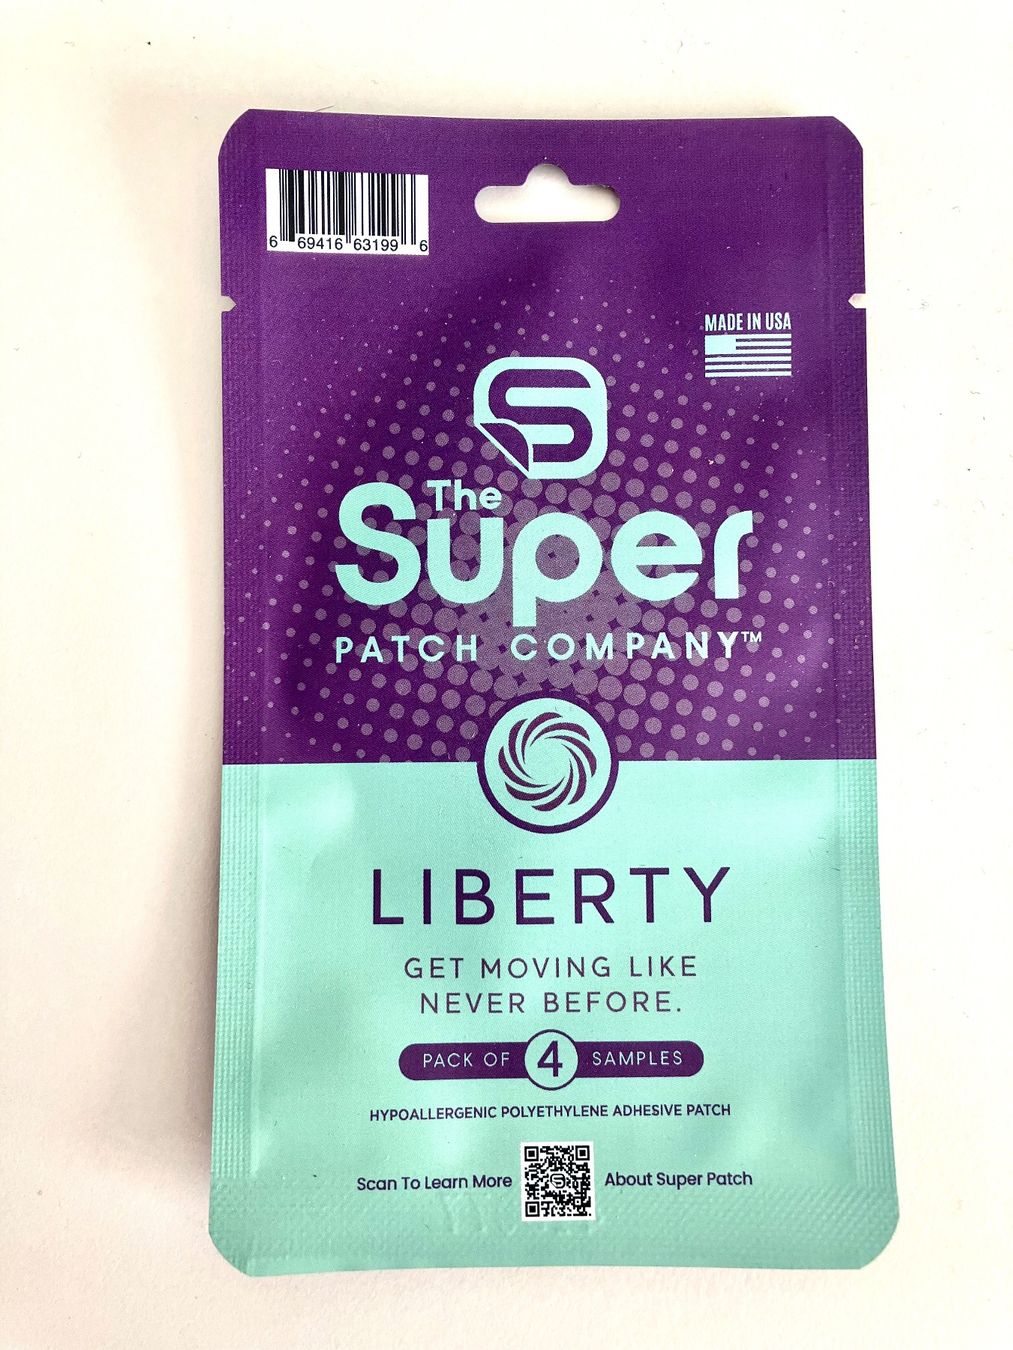 6 69416 63199 6
MADE IN USA
S
The
Super
PATCH COMPANY™
LIBERTY
GET MOVING LIKE
NEVER BEFORE.
PACK OF 4 SAMPLES
HYPOALLERGENIC POLYETHYLENE ADHESIVE PATCH
Scan To Learn More About Super Patch